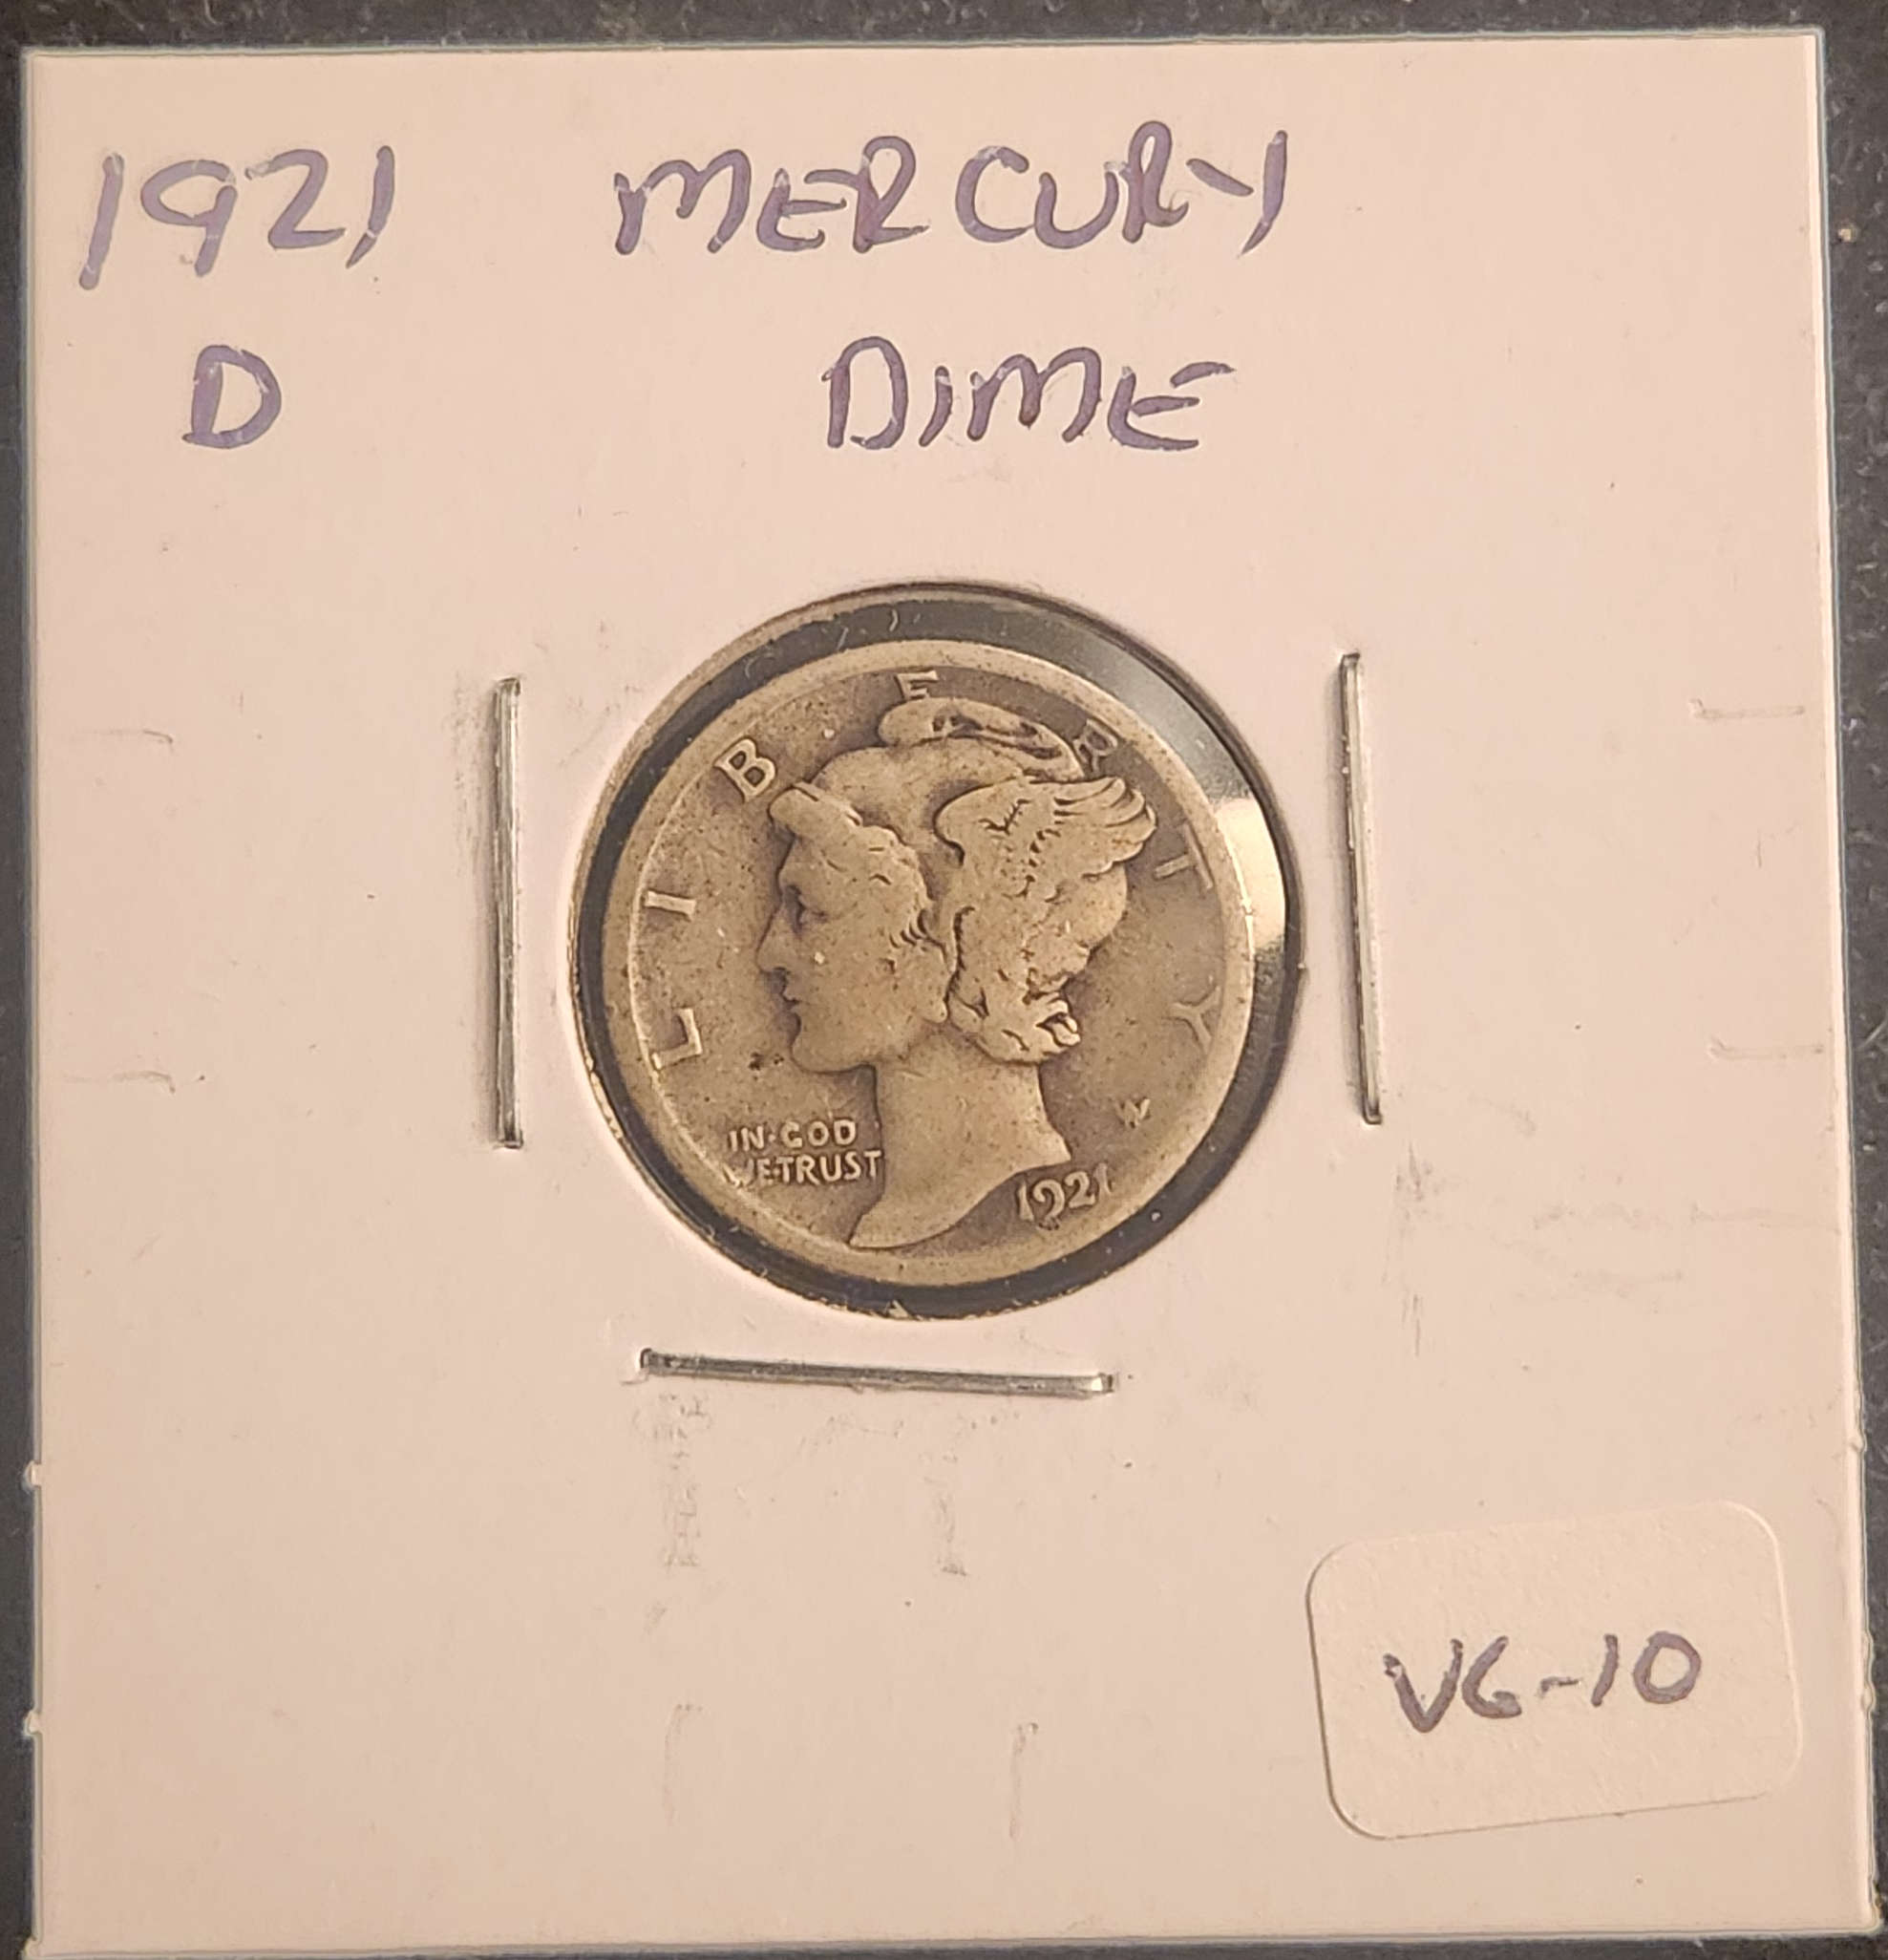 1921 MERCURY
D DIME
LIBERTY
IN·GOD
WE·TRUST
1921
W
VG-10